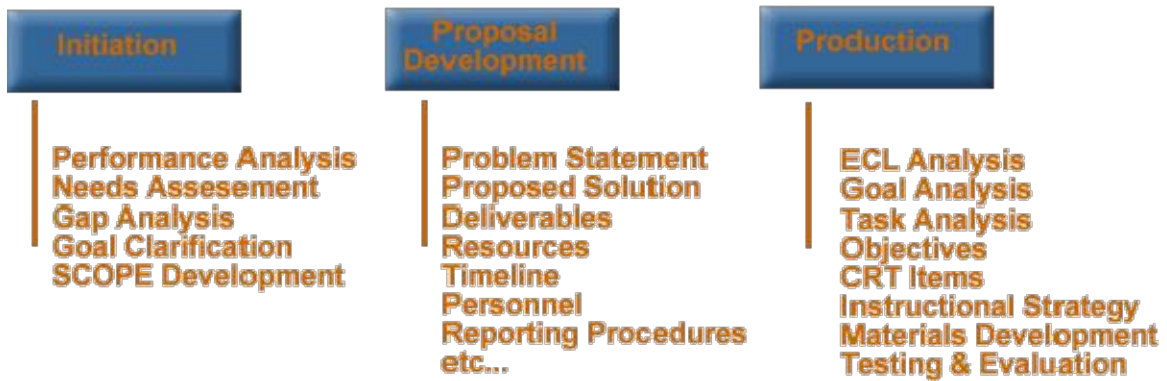 Initiation
Performance Analysis
Needs Assesement
Gap Analysis
Goal Clarification
SCOPE Development
Proposal
Development
Problem Statement
Proposed Solution
Deliverables
Resources
Timeline
Personnel
Reporting Procedures
etc...
Production
ECL Analysis
Goal Analysis
Task Analysis
Objectives
CRT Items
Instructional Strategy
Materials Development
Testing & Evaluation